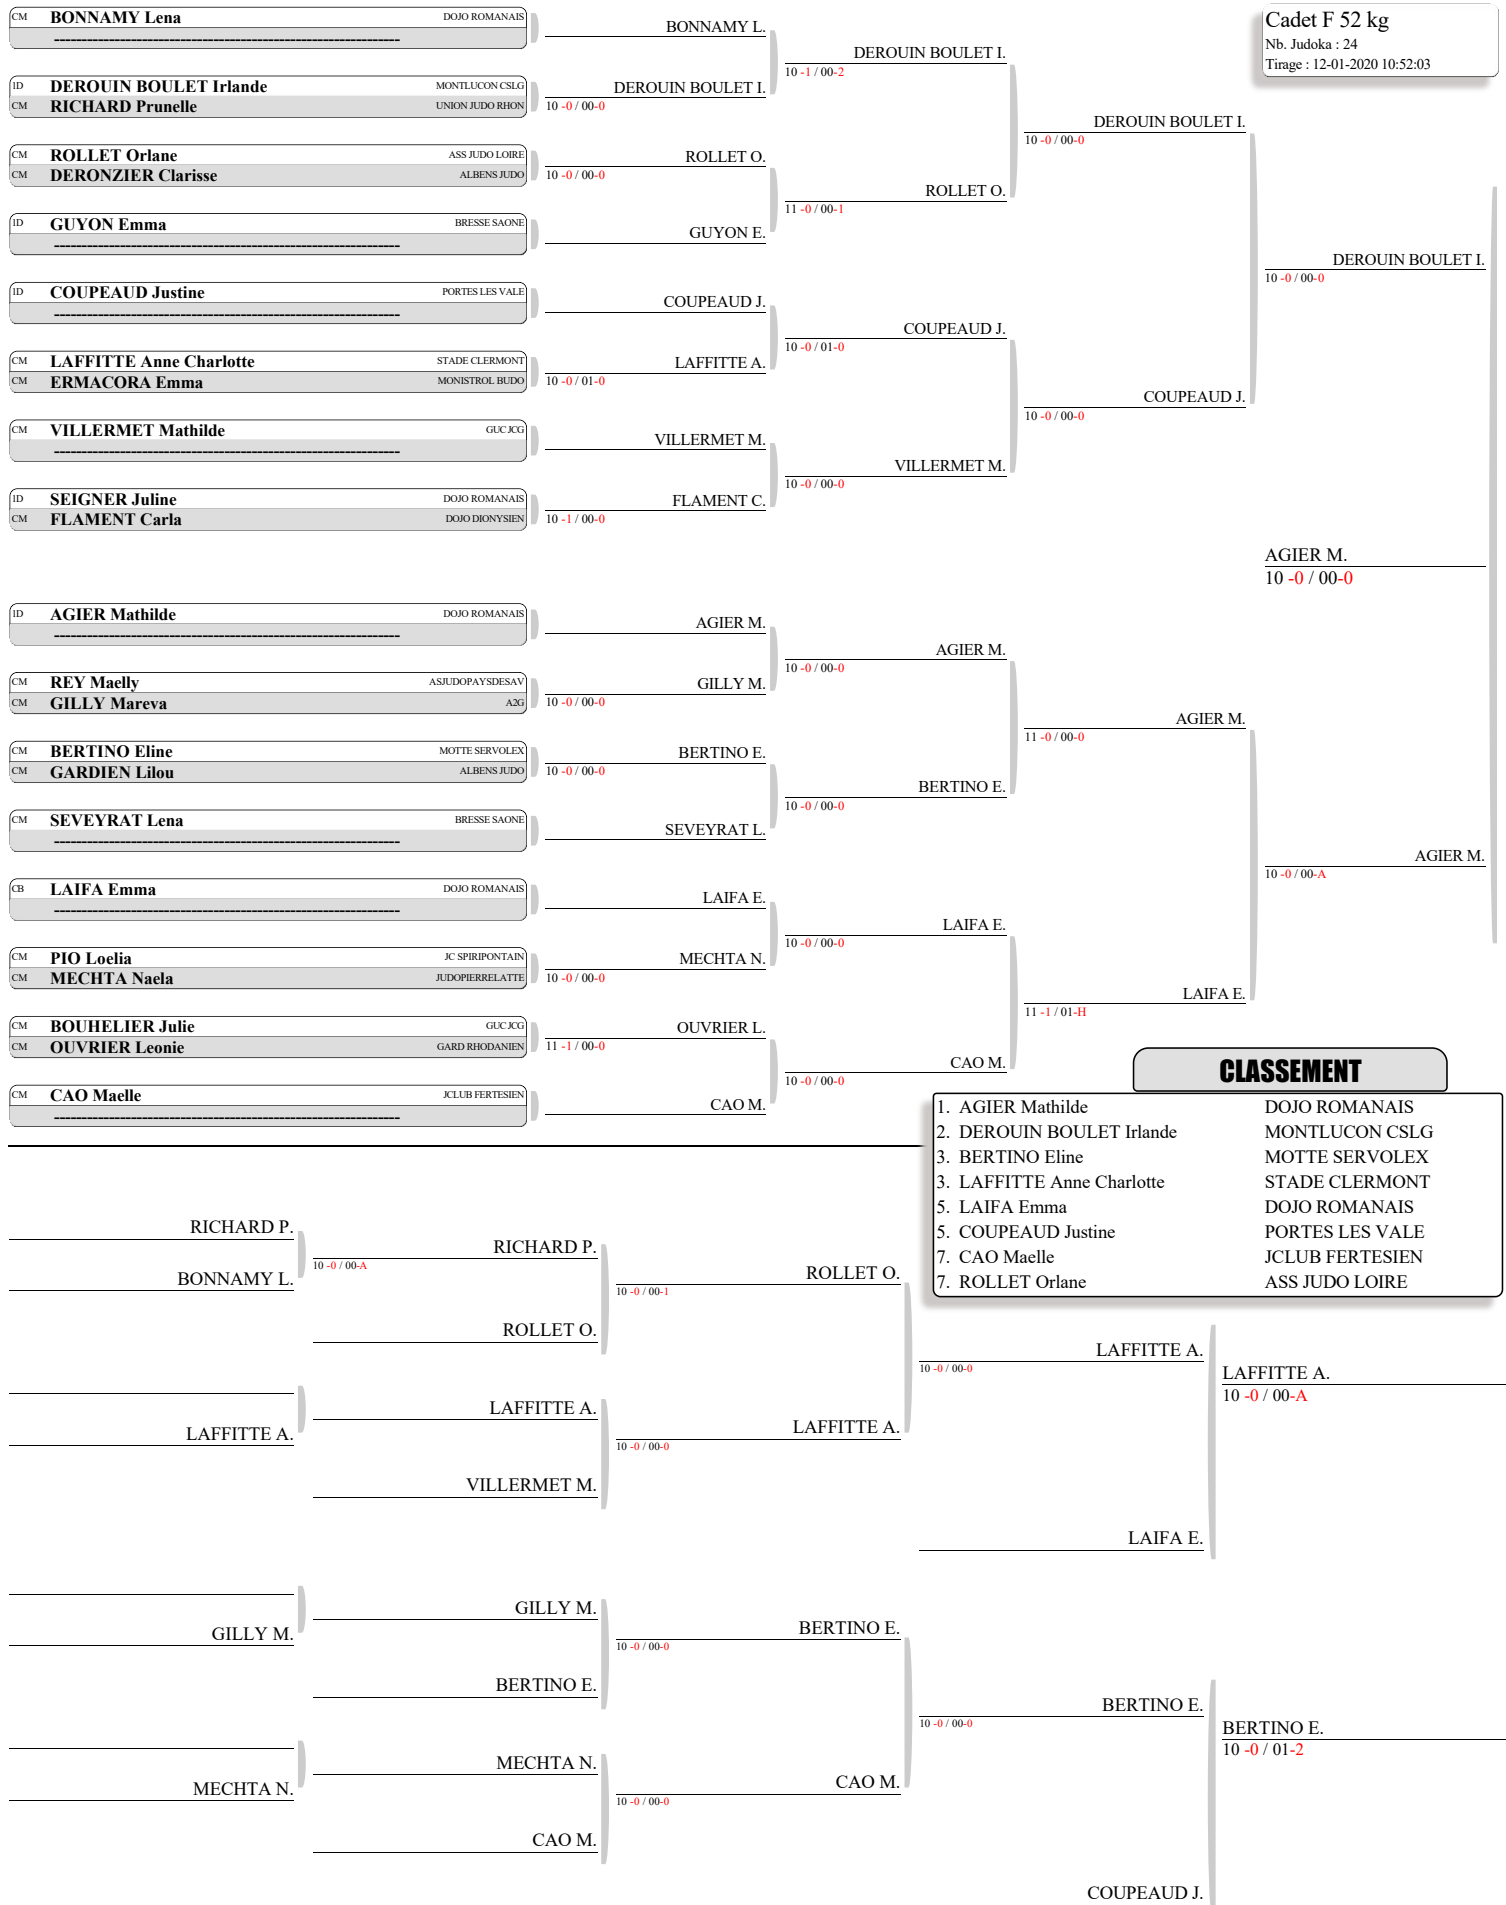 Cadet F 52 kg
Nb. Judoka : 24
Tirage : 12-01-2020 10:52:03
CM BONNAMY Lena DOJO ROMANAIS
------------------------------------------------------------
1D DEROUIN BOULET Irlande MONTLUCON CSLG
CM RICHARD Prunelle UNION JUDO RHON
CM ROLLET Orlane ASS JUDO LOIRE
CM DERONZIER Clarisse ALBENS JUDO
1D GUYON Emma BRESSE SAONE
------------------------------------------------------------
1D COUPEAUD Justine PORTES LES VALE
------------------------------------------------------------
CM LAFFITTE Anne Charlotte STADE CLERMONT
CM ERMACORA Emma MONISTROL BUDO
CM VILLERMET Mathilde GUC JCG
------------------------------------------------------------
1D SEIGNER Juline DOJO ROMANAIS
CM FLAMENT Carla DOJO DIONYSIEN
1D AGIER Mathilde DOJO ROMANAIS
------------------------------------------------------------
CM REY Maelly ASJUDOPAYSDESAV
CM GILLY Mareva A2G
CM BERTINO Eline MOTTE SERVOLEX
CM GARDIEN Lilou ALBENS JUDO
CM SEVEYRAT Lena BRESSE SAONE
------------------------------------------------------------
CB LAIFA Emma DOJO ROMANAIS
------------------------------------------------------------
CM PIO Loelia JC SPIRIPONTAIN
CM MECHTA Naela JUDOPIERRELATTE
CM BOUHELIER Julie GUC JCG
CM OUVRIER Leonie GARD RHODANIEN
CM CAO Maelle JCLUB FERTESIEN
------------------------------------------------------------
BONNAMY L.
DEROUIN BOULET I.
10 -0 / 00-0
ROLLET O.
10 -0 / 00-0
GUYON E.
COUPEAUD J.
LAFFITTE A.
10 -0 / 01-0
VILLERMET M.
FLAMENT C.
10 -1 / 00-0
AGIER M.
GILLY M.
10 -0 / 00-0
BERTINO E.
10 -0 / 00-0
SEVEYRAT L.
LAIFA E.
MECHTA N.
10 -0 / 00-0
OUVRIER L.
11 -1 / 00-0
CAO M.
DEROUIN BOULET I.
10 -1 / 00-2
ROLLET O.
11 -0 / 00-1
COUPEAUD J.
10 -0 / 01-0
VILLERMET M.
10 -0 / 00-0
AGIER M.
10 -0 / 00-0
BERTINO E.
10 -0 / 00-0
LAIFA E.
10 -0 / 00-0
CAO M.
10 -0 / 00-0
DEROUIN BOULET I.
10 -0 / 00-0
COUPEAUD J.
10 -0 / 00-0
AGIER M.
11 -0 / 00-0
LAIFA E.
11 -1 / 01-H
DEROUIN BOULET I.
10 -0 / 00-0
AGIER M.
10 -0 / 00-A
AGIER M.
10 -0 / 00-0
CLASSEMENT
1. AGIER Mathilde DOJO ROMANAIS
2. DEROUIN BOULET Irlande MONTLUCON CSLG
3. BERTINO Eline MOTTE SERVOLEX
3. LAFFITTE Anne Charlotte STADE CLERMONT
5. LAIFA Emma DOJO ROMANAIS
5. COUPEAUD Justine PORTES LES VALE
7. CAO Maelle JCLUB FERTESIEN
7. ROLLET Orlane ASS JUDO LOIRE
RICHARD P.
BONNAMY L.
LAFFITTE A.
GILLY M.
MECHTA N.
RICHARD P.
10 -0 / 00-A
ROLLET O.
LAFFITTE A.
VILLERMET M.
GILLY M.
BERTINO E.
MECHTA N.
CAO M.
ROLLET O.
10 -0 / 00-1
LAFFITTE A.
10 -0 / 00-0
BERTINO E.
10 -0 / 00-0
CAO M.
10 -0 / 00-0
LAFFITTE A.
10 -0 / 00-0
LAIFA E.
BERTINO E.
10 -0 / 00-0
COUPEAUD J.
LAFFITTE A.
10 -0 / 00-A
BERTINO E.
10 -0 / 01-2